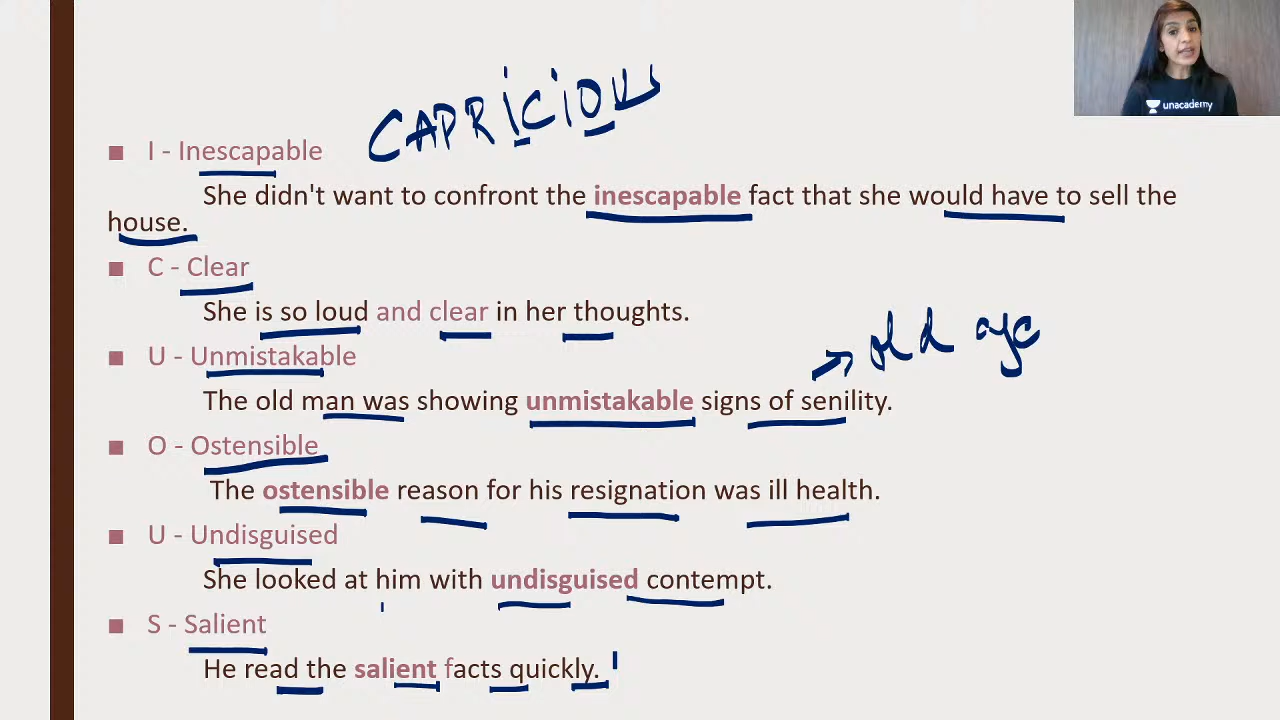 unacademy
CAPRICIOUS
■ I - Inescapable
She didn't want to confront the inescapable fact that she would have to sell the
house.
■ C - Clear
She is so loud and clear in her thoughts.
→ old age
■ U - Unmistakable
The old man was showing unmistakable signs of senility.
■ O - Ostensible
The ostensible reason for his resignation was ill health.
■ U - Undisguised
She looked at him with undisguised contempt.
■ S - Salient
He read the salient facts quickly.